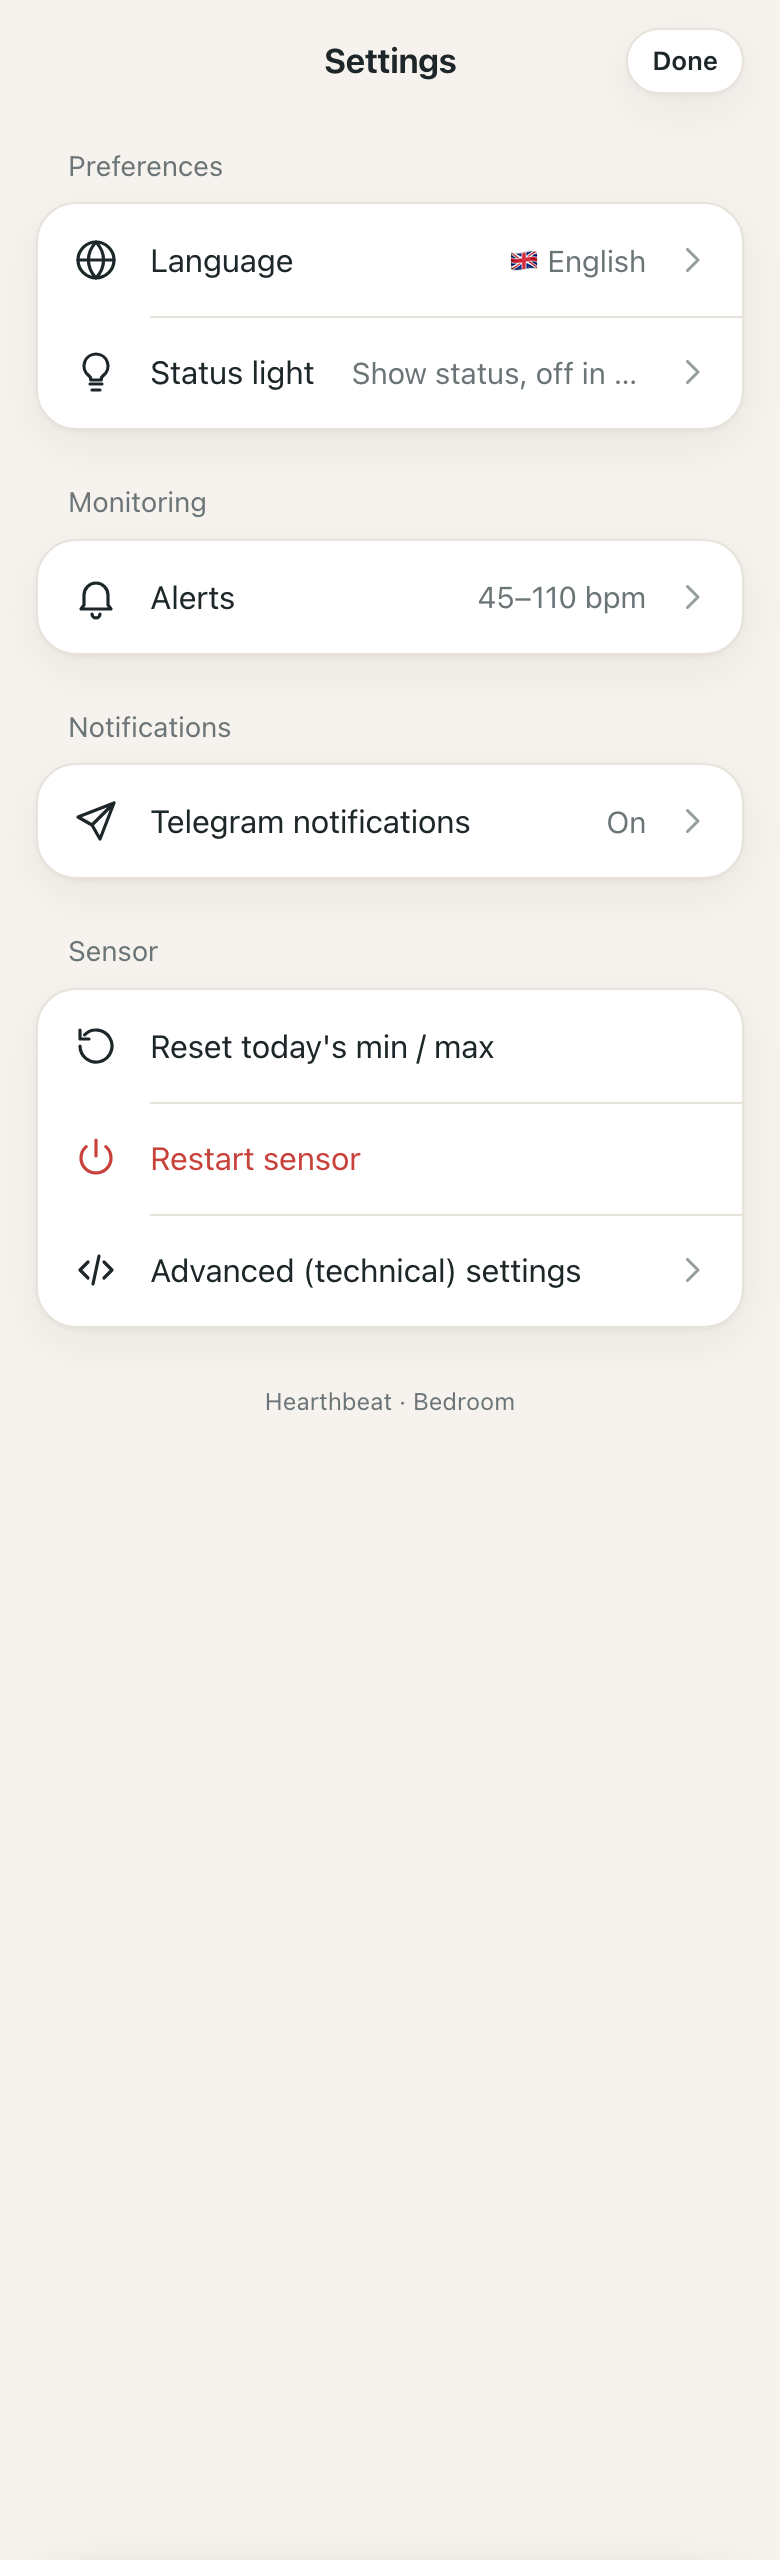 Settings
Done
Preferences
Language 🇬🇧 English
Status light Show status, off in ...
Monitoring
Alerts 45–110 bpm
Notifications
Telegram notifications On
Sensor
Reset today's min / max
Restart sensor
Advanced (technical) settings
Hearthbeat · Bedroom